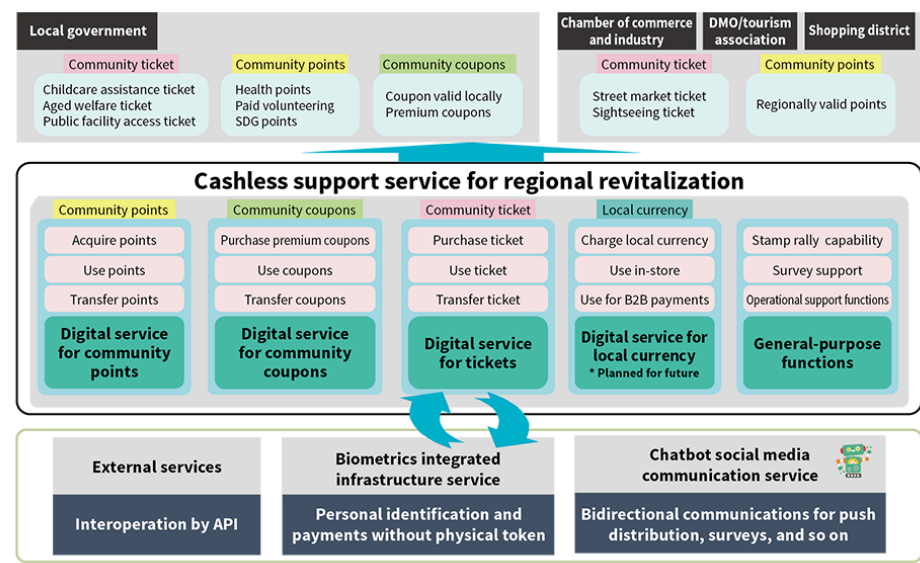 Local government
Community ticket
Childcare assistance ticket
Aged welfare ticket
Public facility access ticket
Community points
Health points
Paid volunteering
SDG points
Community coupons
Coupon valid locally
Premium coupons
Chamber of commerce
and industry
DMO/tourism
association
Shopping district
Community ticket
Street market ticket
Sightseeing ticket
Community points
Regionally valid points
Cashless support service for regional revitalization
Community points
Acquire points
Use points
Transfer points
Digital service
for community
points
Community coupons
Purchase premium coupons
Use coupons
Transfer coupons
Digital service
for community
coupons
Community ticket
Purchase ticket
Use ticket
Transfer ticket
Digital service
for tickets
Local currency
Charge local currency
Use in-store
Use for B2B payments
Digital service for
local currency
* Planned for future
Stamp rally capability
Survey support
Operational support functions
General-purpose
functions
External services
Interoperation by API
Biometrics integrated
infrastructure service
Personal identification and
payments without physical token
Chatbot social media
communication service
Bidirectional communications for push
distribution, surveys, and so on